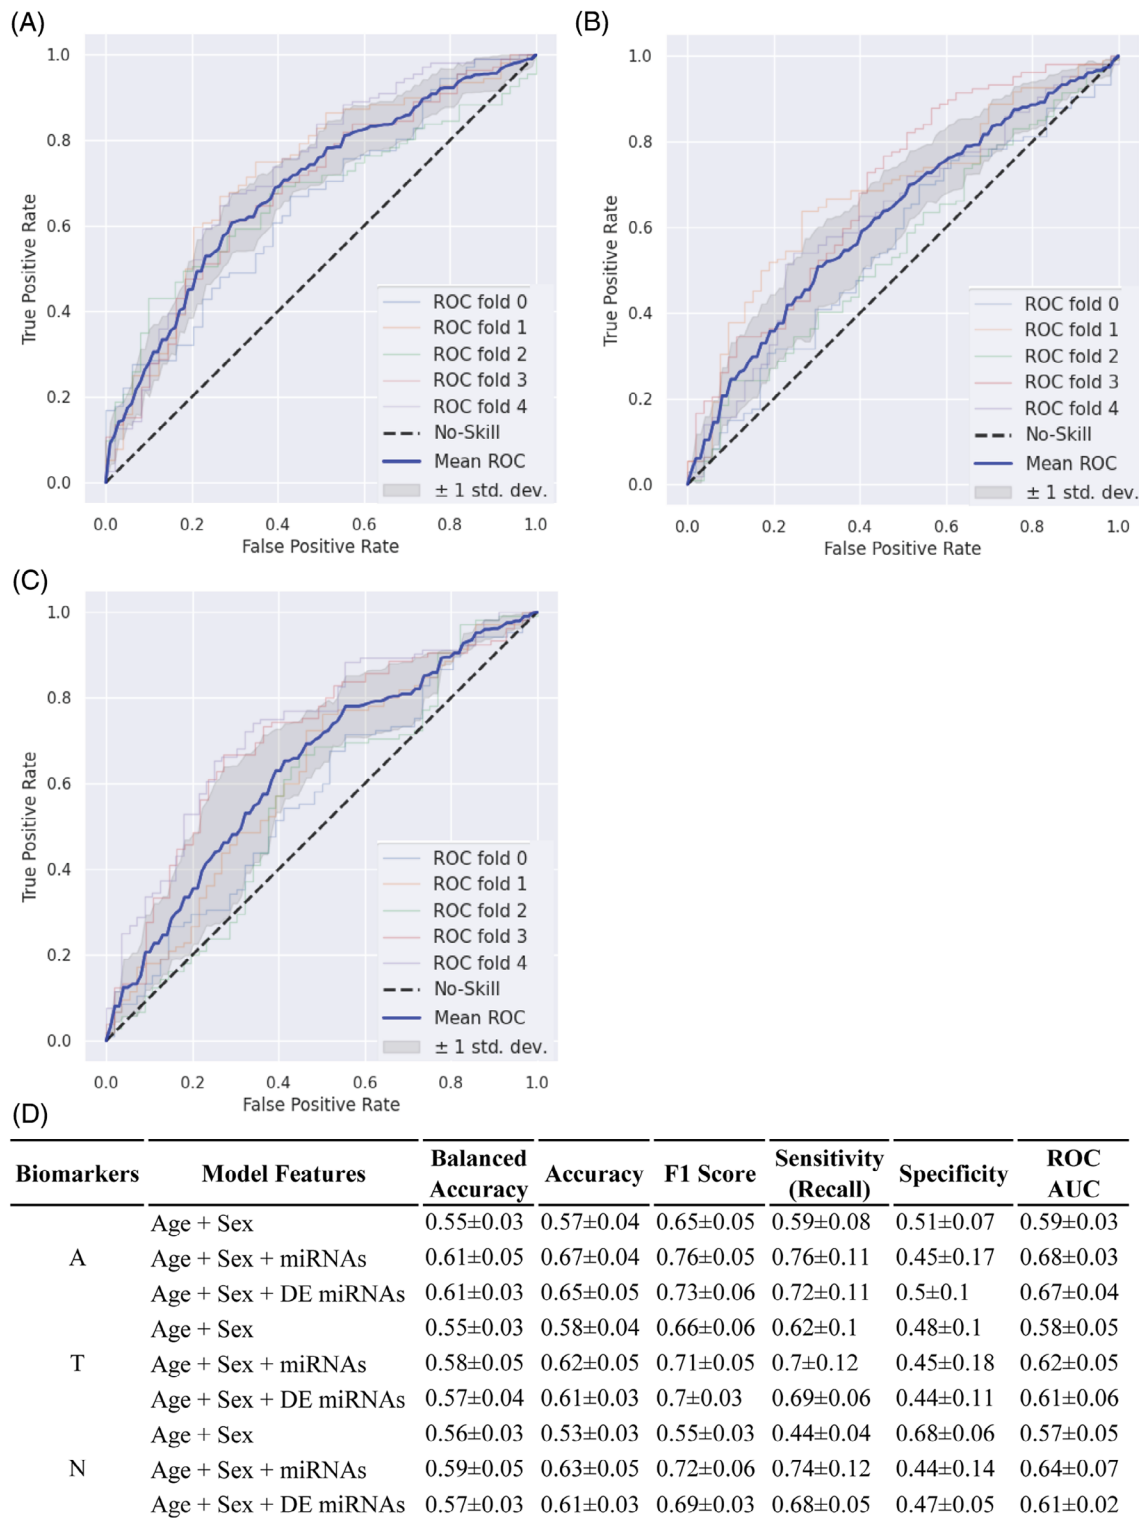 (A)
1.0
0.8
0.6
0.4
0.2
0.0
True Positive Rate
ROC fold 0
ROC fold 1
ROC fold 2
ROC fold 3
ROC fold 4
No-Skill
Mean ROC
± 1 std. dev.
0.0 0.2 0.4 0.6 0.8 1.0
False Positive Rate
(B)
1.0
0.8
0.6
0.4
0.2
0.0
True Positive Rate
ROC fold 0
ROC fold 1
ROC fold 2
ROC fold 3
ROC fold 4
No-Skill
Mean ROC
± 1 std. dev.
0.0 0.2 0.4 0.6 0.8 1.0
False Positive Rate
(C)
1.0
0.8
0.6
0.4
0.2
0.0
True Positive Rate
ROC fold 0
ROC fold 1
ROC fold 2
ROC fold 3
ROC fold 4
No-Skill
Mean ROC
± 1 std. dev.
0.0 0.2 0.4 0.6 0.8 1.0
False Positive Rate
(D)
Biomarkers Model Features Balanced Accuracy Accuracy F1 Score Sensitivity (Recall) Specificity ROC AUC
Age + Sex 0.55±0.03 0.57±0.04 0.65±0.05 0.59±0.08 0.51±0.07 0.59±0.03
A Age + Sex + miRNAs 0.61±0.05 0.67±0.04 0.76±0.05 0.76±0.11 0.45±0.17 0.68±0.03
Age + Sex + DE miRNAs 0.61±0.03 0.65±0.05 0.73±0.06 0.72±0.11 0.5±0.1 0.67±0.04
Age + Sex 0.55±0.03 0.58±0.04 0.66±0.06 0.62±0.1 0.48±0.1 0.58±0.05
T Age + Sex + miRNAs 0.58±0.05 0.62±0.05 0.71±0.05 0.7±0.12 0.45±0.18 0.62±0.05
Age + Sex + DE miRNAs 0.57±0.04 0.61±0.03 0.7±0.03 0.69±0.06 0.44±0.11 0.61±0.06
Age + Sex 0.56±0.03 0.53±0.03 0.55±0.03 0.44±0.04 0.68±0.06 0.57±0.05
N Age + Sex + miRNAs 0.59±0.05 0.63±0.05 0.72±0.06 0.74±0.12 0.44±0.14 0.64±0.07
Age + Sex + DE miRNAs 0.57±0.03 0.61±0.03 0.69±0.03 0.68±0.05 0.47±0.05 0.61±0.02